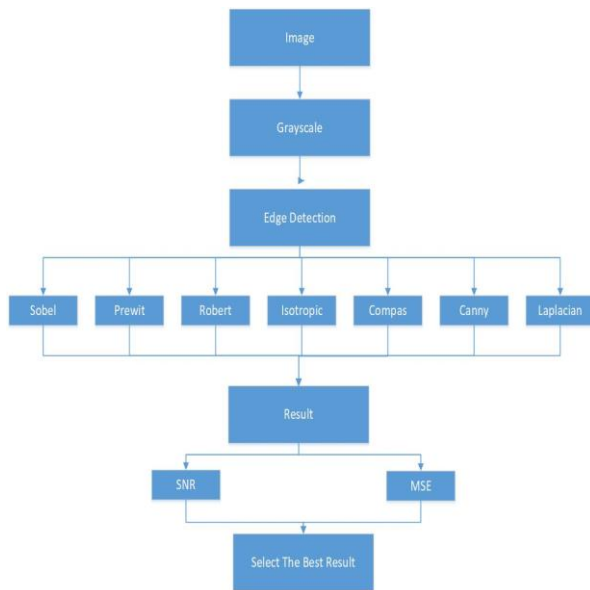 Image
Grayscale
Edge Detection
Sobel
Prewit
Robert
Isotropic
Compas
Canny
Laplacian
Result
SNR
MSE
Select The Best Result